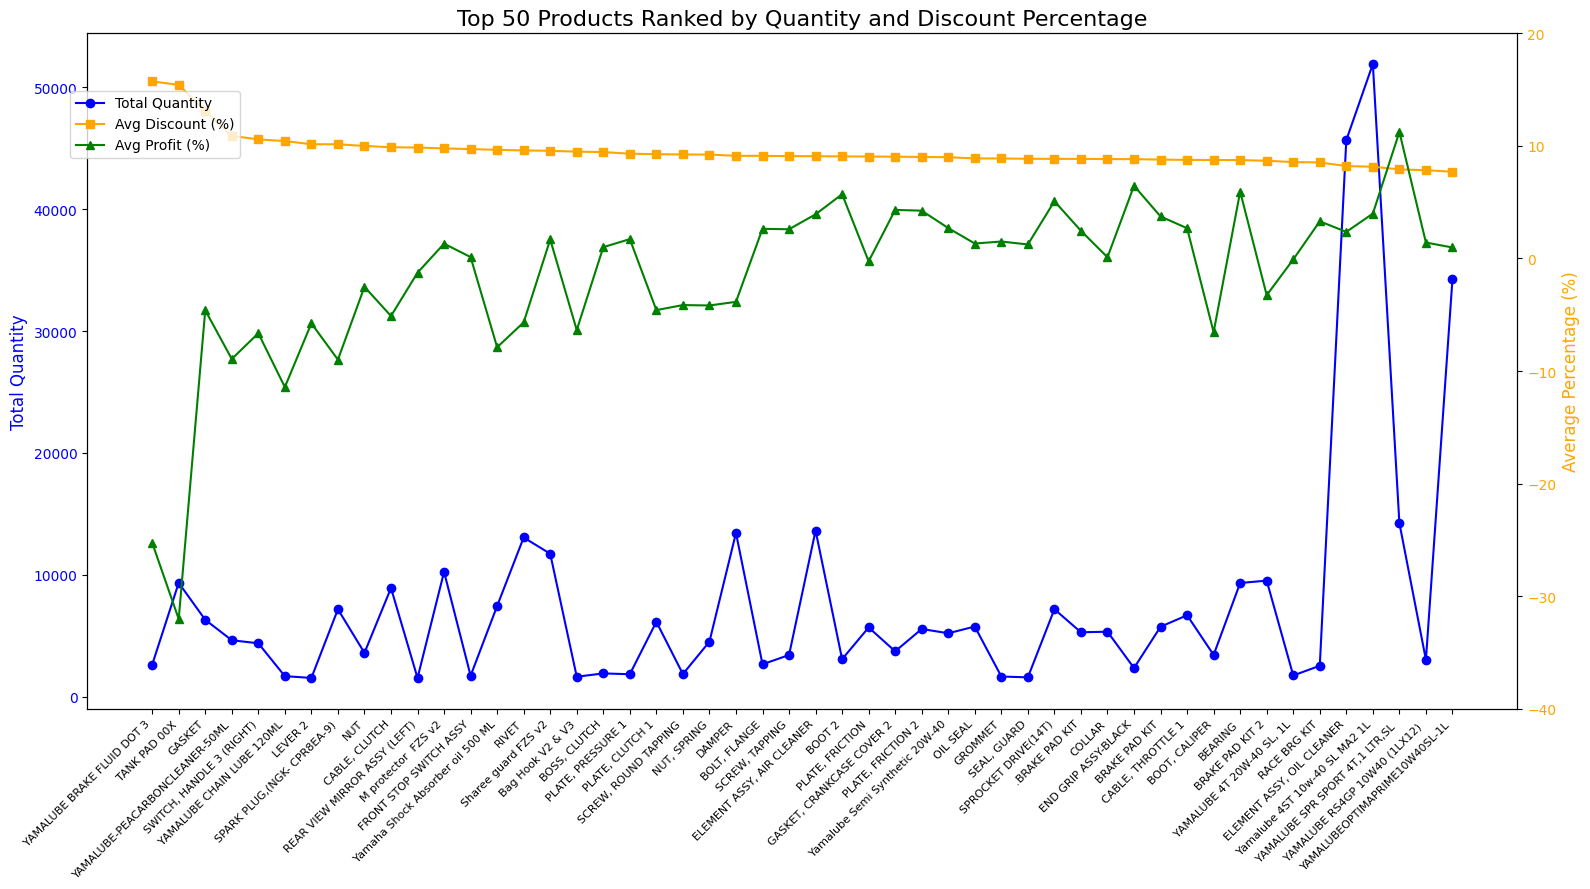 Top 50 Products Ranked by Quantity and Discount Percentage
Total Quantity
Avg Discount (%)
Avg Profit (%)
Total Quantity
50000
40000
30000
20000
10000
0
Average Percentage (%)
20
10
0
−10
−20
−30
−40
YAMALUBE BRAKE FLUID DOT 3
TANK PAD 00X
GASKET
YAMALUBE-PEACARBONCLEANER-50ML
SWITCH, HANDLE 3 (RIGHT)
YAMALUBE CHAIN LUBE 120ML
LEVER 2
SPARK PLUG,(NGK- CPR8EA-9)
NUT
CABLE, CLUTCH
REAR VIEW MIRROR ASSY (LEFT)
M protector FZS v2
FRONT STOP SWITCH ASSY
Yamaha Shock Absorber oil 500 ML
RIVET
Sharee guard FZS v2
Bag Hook V2 & V3
BOSS, CLUTCH
PLATE, PRESSURE 1
PLATE, CLUTCH 1
SCREW, ROUND TAPPING
NUT, SPRING
DAMPER
BOLT, FLANGE
SCREW, TAPPING
ELEMENT ASSY, AIR CLEANER
BOOT 2
PLATE, FRICTION
GASKET, CRANKCASE COVER 2
PLATE, FRICTION 2
Yamalube Semi Synthetic 20W-40
OIL SEAL
GROMMET
SEAL, GUARD
SPROCKET DRIVE(14T)
.BRAKE PAD KIT
COLLAR
END GRIP ASSY.BLACK
BRAKE PAD KIT
CABLE, THROTTLE 1
BOOT, CALIPER
BEARING
BRAKE PAD KIT 2
YAMALUBE 4T 20W-40 SL, 1L
RACE BRG KIT
ELEMENT ASSY, OIL CLEANER
Yamalube 4ST 10w-40 SL MA2 1L
YAMALUBE SPR SPORT 4T,1 LTR.SL
YAMALUBE RS4GP 10W40 (1LX12)
YAMALUBEOPTIMAPRIME10W40SL-1L